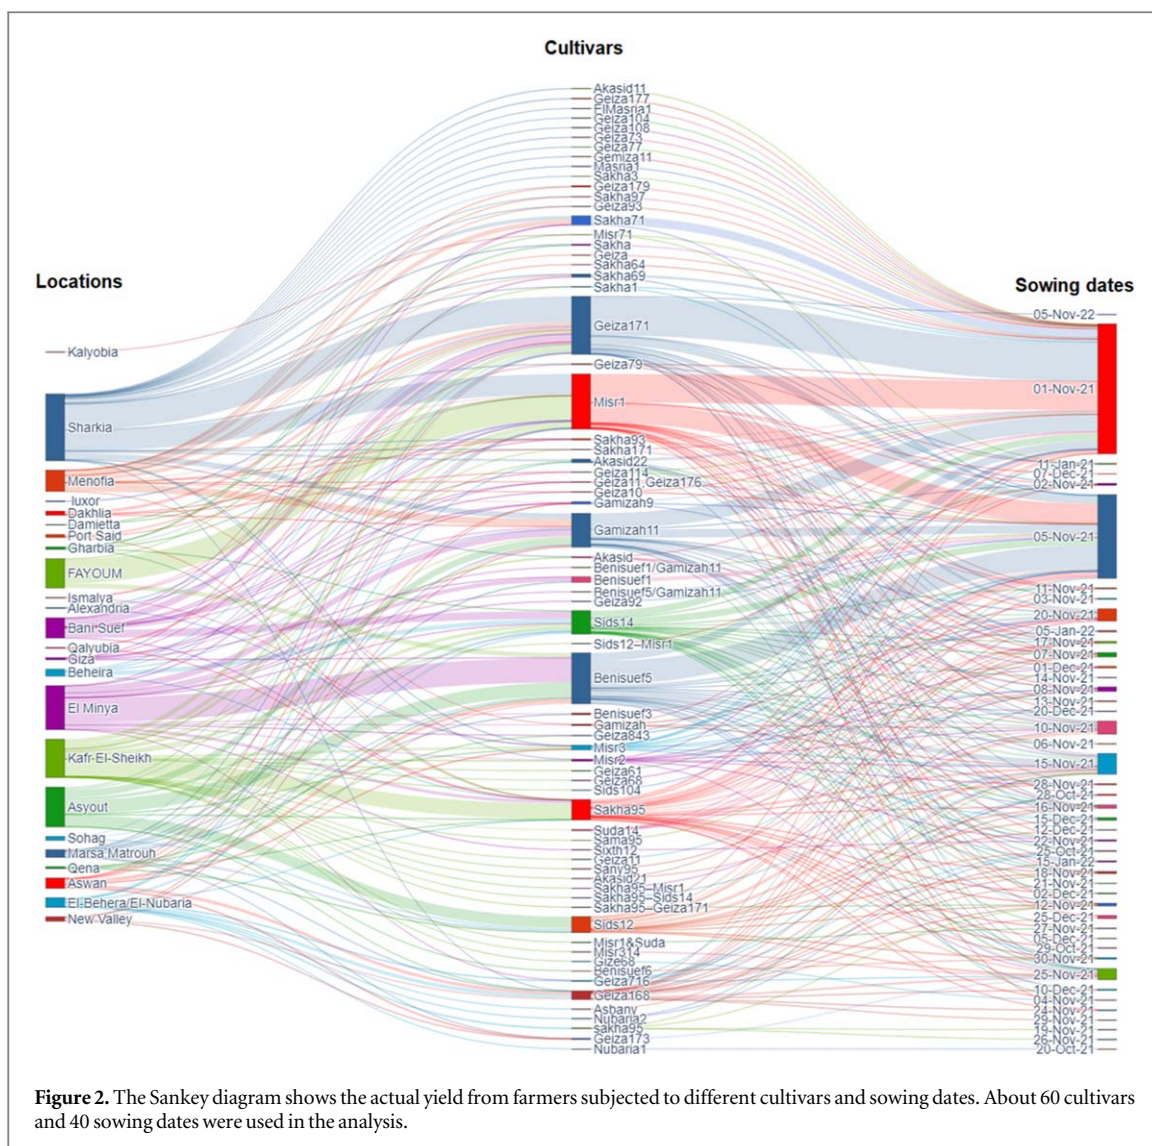 Cultivars
Locations
Sowing dates
Kalyobia
Sharkia
Menofia
luxor
Dakhlia
Damietta
Port Said
Gharbia
FAYOUM
Ismalya
Alexandria
Bani Suef
Qalyubia
Giza
Beheira
El Minya
Kafr El-Sheikh
Asyout
Sohag
Marsa Matrouh
Qena
Aswan
El-Behera/El-Nubaria
New Valley
Akasid11
Geiza177
ElMasria1
Geiza104
Geiza108
Geiza73
Geiza77
Gemiza11
Masria1
Sakha3
Geiza179
Sakha97
Geiza93
Sakha71
Misr71
Sakha
Geiza
Sakha64
Sakha69
Sakha1
Geiza171
Geiza79
Misr1
Sakha93
Sakha171
Akasid22
Geiza114
Geiza11 Geiza176
Geiza10
Gamizah9
Gamizah11
Akasid
Benisuef1/Gamizah11
Benisuef1
Benisuef5/Gamizah11
Geiza92
Sids14
Sids12–Misr1
Benisuef5
Benisuef3
Gamizah
Geiza843
Misr3
Misr2
Geiza61
Geiza68
Sids104
Sakha95
Suda14
Sama95
Sixth12
Geiza11
Sany95
Akasid21
Sakha95–Misr1
Sakha95–Sids14
Sakha95–Geiza171
Sids12
Misr1&Suda
Misr314
Gize68
Benisuef6
Geiza716
Geiza168
Asbany
Nubaria2
sakha95
Geiza173
Nubaria1
05-Nov-22
01-Nov-21
11-Jan-21
07-Dec-21
02-Nov-21
05-Nov-21
11-Nov-21
03-Nov-21
20-Nov-21
05-Jan-22
17-Nov-21
07-Nov-21
01-Dec-21
14-Nov-21
08-Nov-21
13-Nov-21
20-Dec-21
10-Nov-21
06-Nov-21
15-Nov-21
28-Nov-21
28-Oct-21
16-Nov-21
15-Dec-21
12-Dec-21
22-Nov-21
25-Oct-21
15-Jan-22
18-Nov-21
21-Nov-21
02-Dec-21
12-Nov-21
25-Dec-21
27-Nov-21
05-Dec-21
29-Oct-21
30-Nov-21
25-Nov-21
10-Dec-21
04-Nov-21
24-Nov-21
29-Nov-21
19-Nov-21
26-Nov-21
20-Oct-21
Figure 2. The Sankey diagram shows the actual yield from farmers subjected to different cultivars and sowing dates. About 60 cultivars
and 40 sowing dates were used in the analysis.